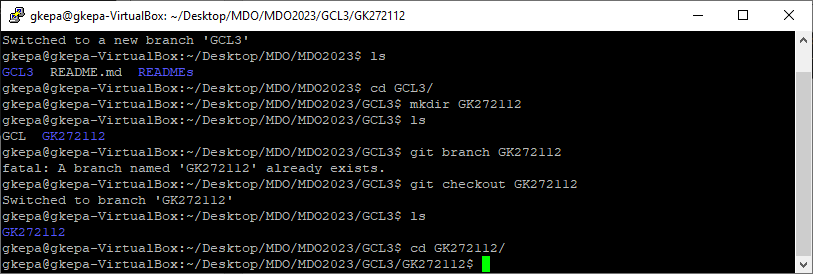 gkepa@gkepa-VirtualBox: ~/Desktop/MDO/MDO2023/GCL3/GK272112
Switched to a new branch 'GCL3'
gkepa@gkepa-VirtualBox:~/Desktop/MDO/MDO2023$ ls
GCL3  README.md  READMEs
gkepa@gkepa-VirtualBox:~/Desktop/MDO/MDO2023$ cd GCL3/
gkepa@gkepa-VirtualBox:~/Desktop/MDO/MDO2023/GCL3$ mkdir GK272112
gkepa@gkepa-VirtualBox:~/Desktop/MDO/MDO2023/GCL3$ ls
GCL  GK272112
gkepa@gkepa-VirtualBox:~/Desktop/MDO/MDO2023/GCL3$ git branch GK272112
fatal: A branch named 'GK272112' already exists.
gkepa@gkepa-VirtualBox:~/Desktop/MDO/MDO2023/GCL3$ git checkout GK272112
Switched to branch 'GK272112'
gkepa@gkepa-VirtualBox:~/Desktop/MDO/MDO2023/GCL3$ ls
GK272112
gkepa@gkepa-VirtualBox:~/Desktop/MDO/MDO2023/GCL3$ cd GK272112/
gkepa@gkepa-VirtualBox:~/Desktop/MDO/MDO2023/GCL3/GK272112$